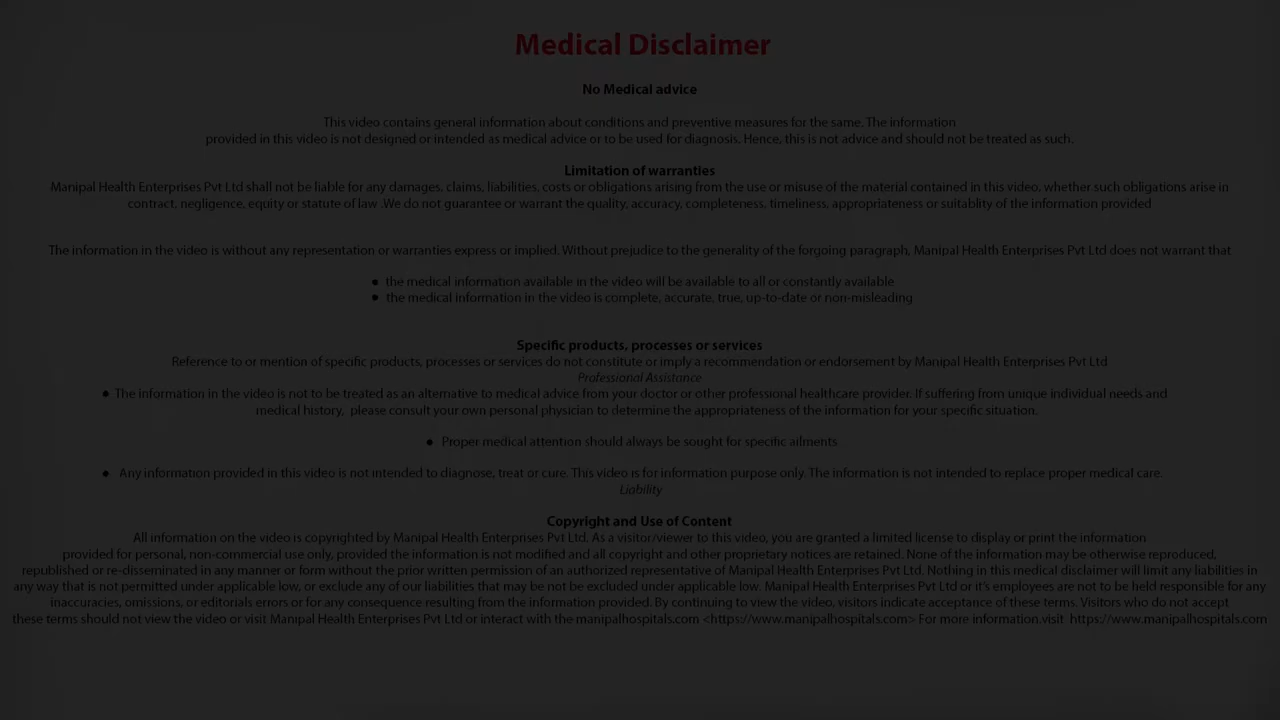 Medical Disclaimer
No Medical advice
This video contains general information about conditions and preventive measures for the same. The information
provided in this video is not designed or intended as medical advice or to be used for diagnosis. Hence, this is not advice and should not be treated as such.
Limitation of warranties
Manipal Health Enterprises Pvt Ltd shall not be liable for any damages, claims, liabilities, costs or obligations arising from the use or misuse of the material contained in this video, whether such obligations arise in
contract, negligence, equity or statute of law .We do not guarantee or warrant the quality, accuracy, completeness, timeliness, appropriateness or suitablity of the information provided
The information in the video is without any representation or warranties express or implied. Without prejudice to the generality of the forgoing paragraph, Manipal Health Enterprises Pvt Ltd does not warrant that
● the medical information available in the video will be available to all or constantly available
● the medical information in the video is complete, accurate, true, up-to-date or non-misleading
Specific products, processes or services
Reference to or mention of specific products, processes or services do not constitute or imply a recommendation or endorsement by Manipal Health Enterprises Pvt Ltd
Professional Assistance
● The information in the video is not to be treated as an alternative to medical advice from your doctor or other professional healthcare provider. If suffering from unique individual needs and
medical history, please consult your own personal physician to determine the appropriateness of the information for your specific situation.
● Proper medical attention should always be sought for specific ailments
● Any information provided in this video is not intended to diagnose, treat or cure. This video is for information purpose only. The information is not intended to replace proper medical care.
Liability
Copyright and Use of Content
All information on the video is copyrighted by Manipal Health Enterprises Pvt Ltd. As a visitor/viewer to this video, you are granted a limited license to display or print the information
provided for personal, non-commercial use only, provided the information is not modified and all copyright and other proprietary notices are retained. None of the information may be otherwise reproduced,
republished or re-disseminated in any manner or form without the prior written permission of an authorized representative of Manipal Health Enterprises Pvt Ltd. Nothing in this medical disclaimer will limit any liabilities in
any way that is not permitted under applicable low, or exclude any of our liabilities that may be not be excluded under applicable low. Manipal Health Enterprises Pvt Ltd or it's employees are not to be held responsible for any
inaccuracies, omissions, or editorials errors or for any consequence resulting from the information provided. By continuing to view the video, visitors indicate acceptance of these terms. Visitors who do not accept
these terms should not view the video or visit Manipal Health Enterprises Pvt Ltd or interact with the manipalhospitals.com <https://www.manipalhospitals.com> For more information.visit https://www.manipalhospitals.com